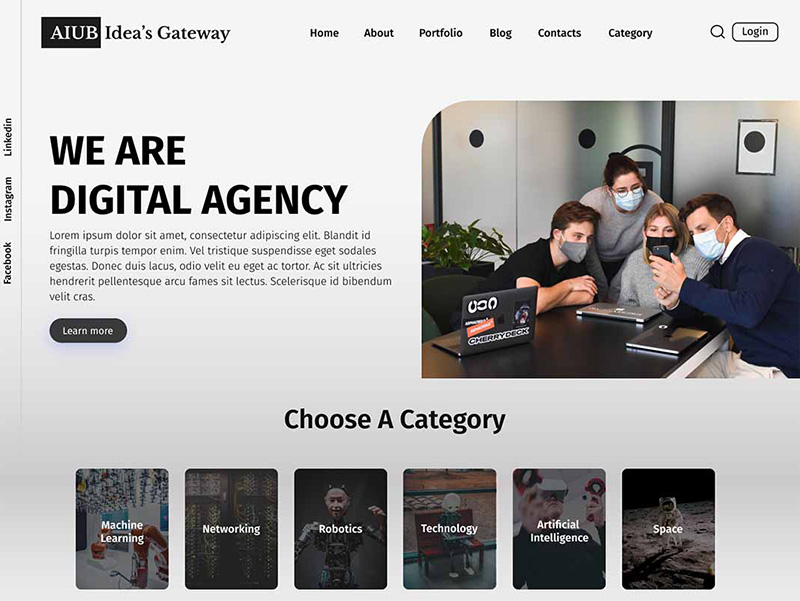 AIUB Idea's Gateway
Home About Portfolio Blog Contacts Category
Login
Linkedin
Instagram
Facebook
WE ARE
DIGITAL AGENCY
Lorem ipsum dolor sit amet, consectetur adipiscing elit. Blandit id
fringilla turpis tempor enim. Vel tristique suspendisse eget sodales
egestas. Donec duis lacus, odio velit eu eget ac tortor. Ac sit ultricies
hendrerit pellentesque arcu fames sit lectus. Scelerisque id bibendum
velit cras.
Learn more
CHERRYDECK
Choose A Category
Machine
Learning
Networking
Robotics
Technology
Artificial
Intelligence
Space